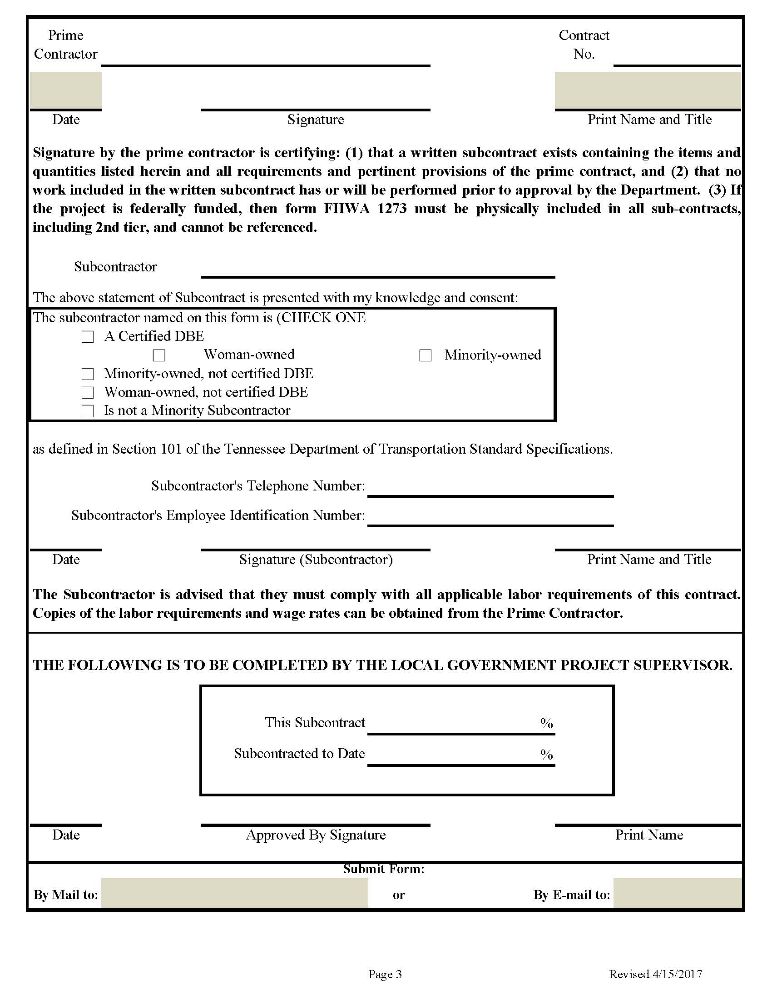 Prime Contractor
Contract No.
Date
Signature
Print Name and Title
Signature by the prime contractor is certifying: (1) that a written subcontract exists containing the items and
quantities listed herein and all requirements and pertinent provisions of the prime contract, and (2) that no
work included in the written subcontract has or will be performed prior to approval by the Department. (3) If
the project is federally funded, then form FHWA 1273 must be physically included in all sub-contracts,
including 2nd tier, and cannot be referenced.
Subcontractor
The above statement of Subcontract is presented with my knowledge and consent:
The subcontractor named on this form is (CHECK ONE
A Certified DBE
Woman-owned
Minority-owned
Minority-owned, not certified DBE
Woman-owned, not certified DBE
Is not a Minority Subcontractor
as defined in Section 101 of the Tennessee Department of Transportation Standard Specifications.
Subcontractor's Telephone Number:
Subcontractor's Employee Identification Number:
Date
Signature (Subcontractor)
Print Name and Title
The Subcontractor is advised that they must comply with all applicable labor requirements of this contract.
Copies of the labor requirements and wage rates can be obtained from the Prime Contractor.
THE FOLLOWING IS TO BE COMPLETED BY THE LOCAL GOVERNMENT PROJECT SUPERVISOR.
This Subcontract %
Subcontracted to Date %
Date
Approved By Signature
Print Name
Submit Form:
By Mail to:
or
By E-mail to:
Page 3
Revised 4/15/2017